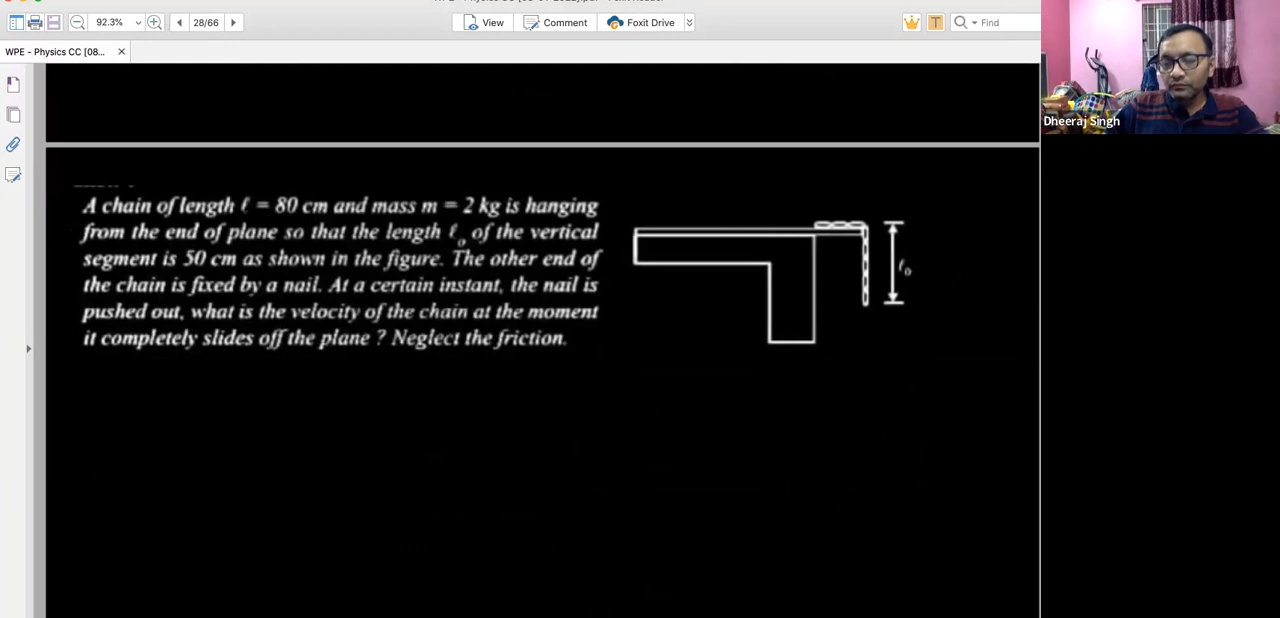 92.3%
28/66
View
Comment
Foxit Drive
Find
WPE - Physics CC [08...
Dheeraj Singh
A chain of length ℓ = 80 cm and mass m = 2 kg is hanging
from the end of plane so that the length ℓ₀ of the vertical
segment is 50 cm as shown in the figure. The other end of
the chain is fixed by a nail. At a certain instant, the nail is
pushed out, what is the velocity of the chain at the moment
it completely slides off the plane ? Neglect the friction.
ℓ₀